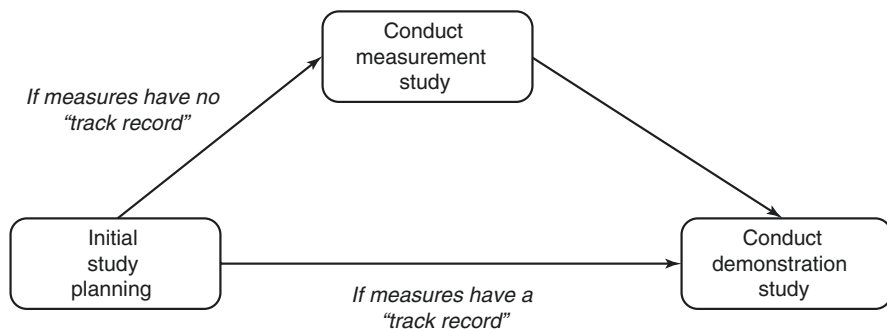 Conduct
measurement
study
If measures have no
“track record”
Initial
study
planning
Conduct
demonstration
study
If measures have a
“track record”